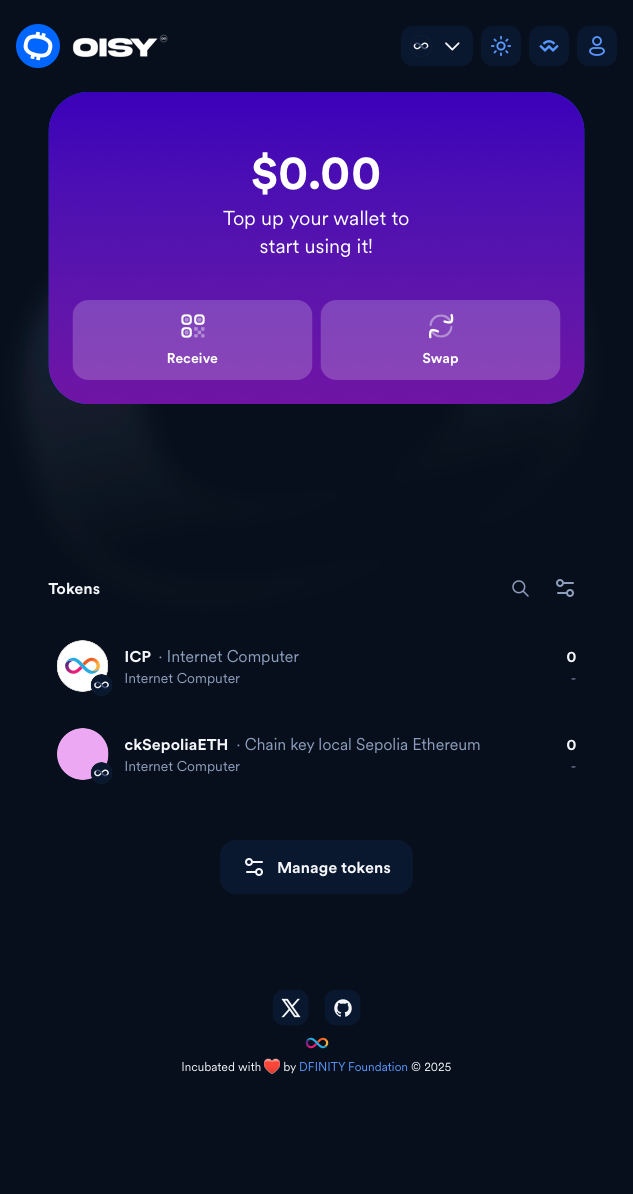 OISY
$0.00
Top up your wallet to
start using it!
Receive
Swap
Tokens
ICP · Internet Computer
0
Internet Computer
-
ckSepoliaETH · Chain key local Sepolia Ethereum
0
Internet Computer
-
Manage tokens
Incubated with ❤️ by DFINITY Foundation © 2025